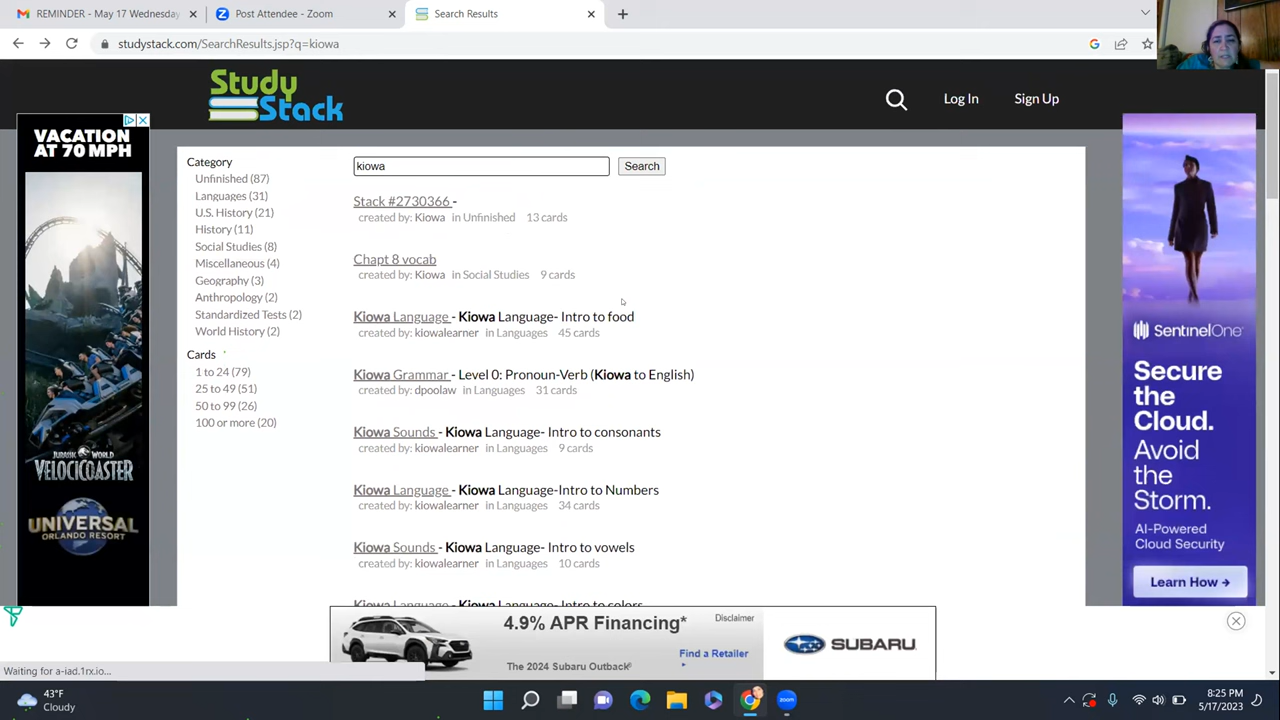 REMINDER - May 17 Wednesday
Post Attendee - Zoom
Search Results
studystack.com/SearchResults.jsp?q=kiowa
Study
Stack
Log In
Sign Up
VACATION
AT 70 MPH
JURASSIC WORLD
VELOCICOASTER
UNIVERSAL
ORLANDO RESORT
Category
Unfinished (87)
Languages (31)
U.S. History (21)
History (11)
Social Studies (8)
Miscellaneous (4)
Geography (3)
Anthropology (2)
Standardized Tests (2)
World History (2)
Cards
1 to 24 (79)
25 to 49 (51)
50 to 99 (26)
100 or more (20)
kiowa
Search
Stack #2730366 -
created by: Kiowa in Unfinished 13 cards
Chapt 8 vocab
created by: Kiowa in Social Studies 9 cards
Kiowa Language - Kiowa Language- Intro to food
created by: kiowalearner in Languages 45 cards
Kiowa Grammar - Level 0: Pronoun-Verb (Kiowa to English)
created by: dpoolaw in Languages 31 cards
Kiowa Sounds - Kiowa Language- Intro to consonants
created by: kiowalearner in Languages 9 cards
Kiowa Language - Kiowa Language-Intro to Numbers
created by: kiowalearner in Languages 34 cards
Kiowa Sounds - Kiowa Language- Intro to vowels
created by: kiowalearner in Languages 10 cards
Kiowa Language - Kiowa Language- Intro to colors
SentinelOne
Secure
the
Cloud.
Avoid
the
Storm.
AI-Powered
Cloud Security
Learn How →
4.9% APR Financing*
Disclaimer
Find a Retailer
The 2024 Subaru Outback®
SUBARU
Waiting for a-iad.1rx.io...
43°F
Cloudy
8:25 PM
5/17/2023